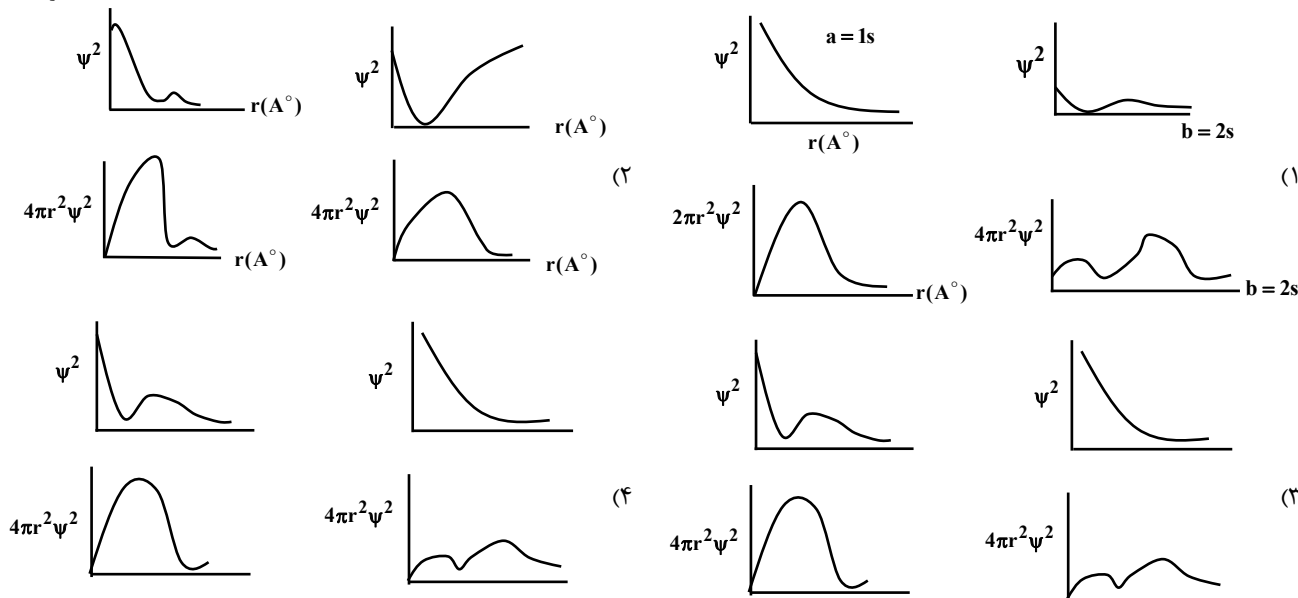 ψ² a = 1s r(A°)
ψ² b = 2s
۱)
2πr²ψ² r(A°)
4πr²ψ² b = 2s
ψ² r(A°)
ψ² r(A°)
۲)
4πr²ψ² r(A°)
4πr²ψ² r(A°)
ψ²
ψ²
۳)
4πr²ψ²
4πr²ψ²
ψ²
ψ²
۴)
4πr²ψ²
4πr²ψ²